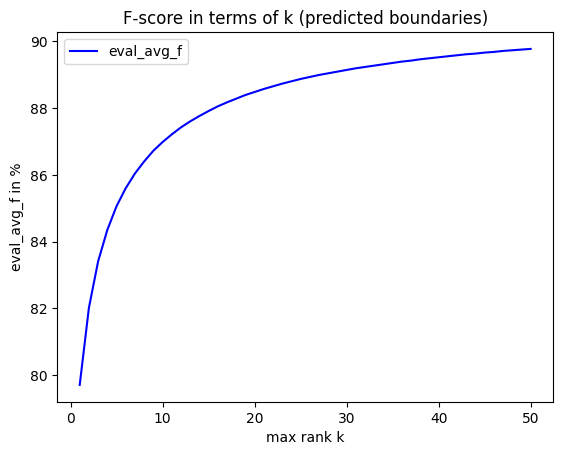 F-score in terms of k (predicted boundaries)
eval_avg_f
90
88
86
84
82
80
eval_avg_f in %
0 10 20 30 40 50
max rank k